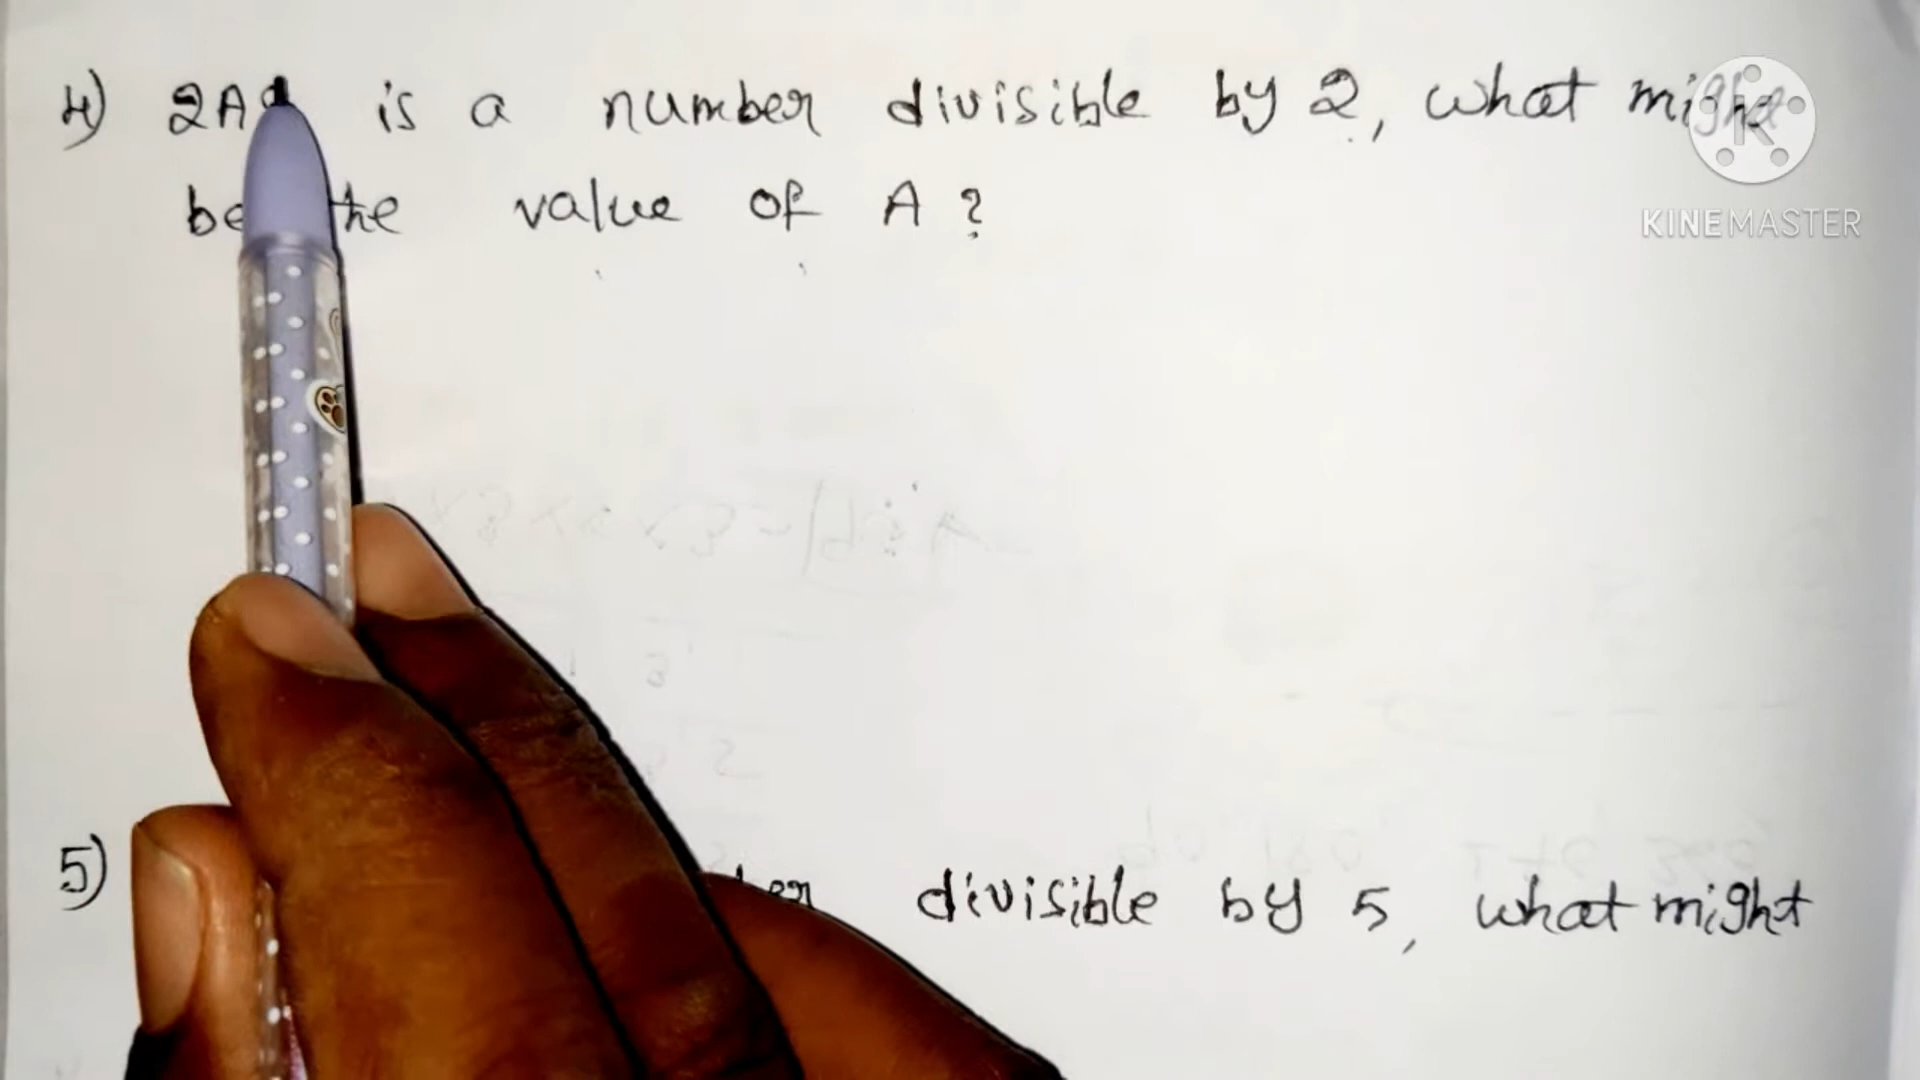 4) 2A is a number divisible by 2, what might
be the value of A ?
KINEMASTER
5) divisible by 5, what might